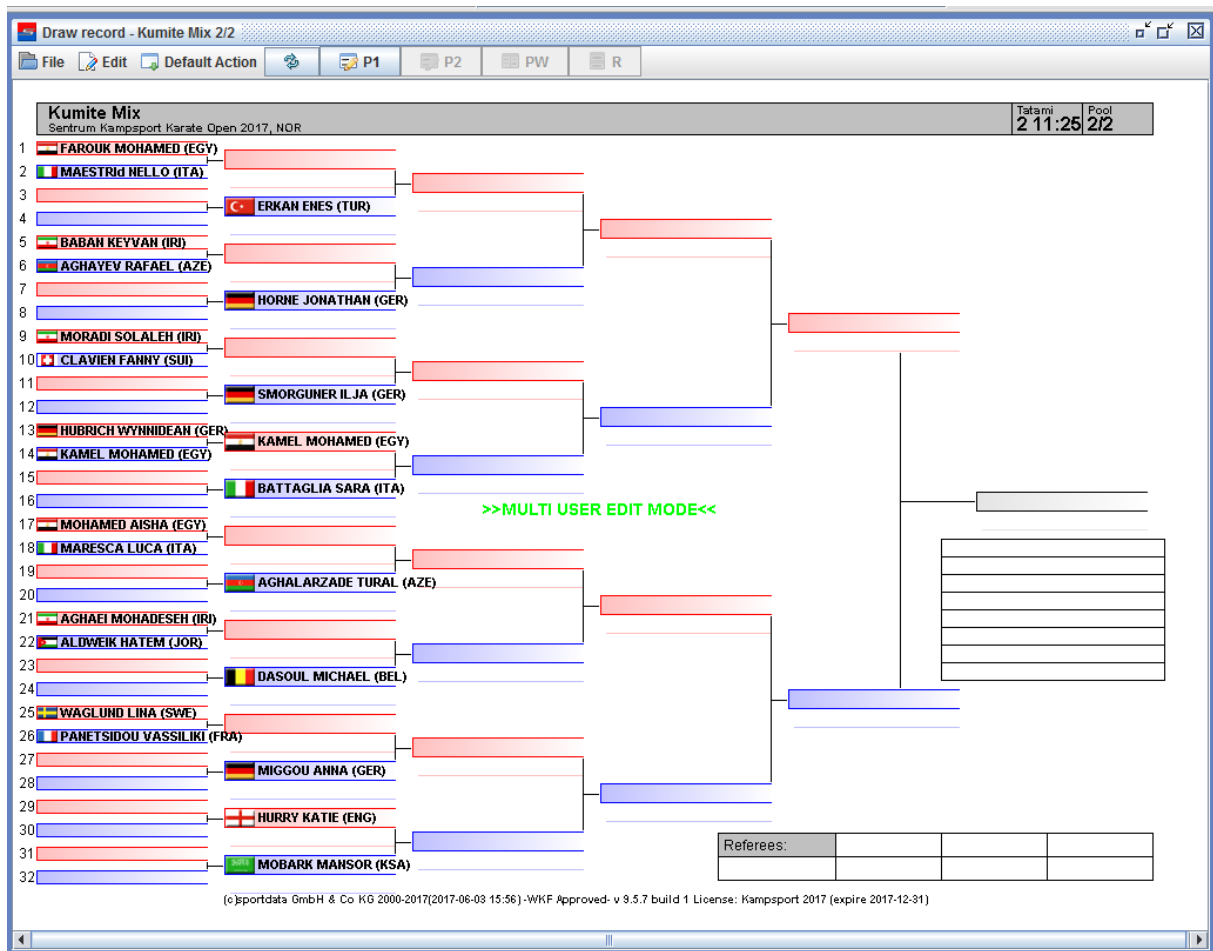 Draw record - Kumite Mix 2/2
File Edit Default Action P1 P2 PW R
Kumite Mix
Sentrum Kampsport Karate Open 2017, NOR
Tatami Pool
2 11:25 2/2
1 FAROUK MOHAMED (EGY)
2 MAESTRId NELLO (ITA)
3
ERKAN ENES (TUR)
4
5 BABAN KEYVAN (IRI)
6 AGHAYEV RAFAEL (AZE)
7
HORNE JONATHAN (GER)
8
9 MORADI SOLALEH (IRI)
10 CLAVIEN FANNY (SUI)
11
SMORGUNER ILJA (GER)
12
13 HUBRICH WYNNIDEAN (GER)
KAMEL MOHAMED (EGY)
14 KAMEL MOHAMED (EGY)
15
BATTAGLIA SARA (ITA)
16
>>MULTI USER EDIT MODE<<
17 MOHAMED AISHA (EGY)
18 MARESCA LUCA (ITA)
19
AGHALARZADE TURAL (AZE)
20
21 AGHAEI MOHADESEH (IRI)
22 ALDWEIK HATEM (JOR)
23
DASOUL MICHAEL (BEL)
24
25 WAGLUND LINA (SWE)
26 PANETSIDOU VASSILIKI (FRA)
27
MIGGOU ANNA (GER)
28
29
HURRY KATIE (ENG)
30
31
MOBARK MANSOR (KSA)
32
Referees:
(c)sportdata GmbH & Co KG 2000-2017(2017-06-03 15:56) -WKF Approved- v 9.5.7 build 1 License: Kampsport 2017 (expire 2017-12-31)